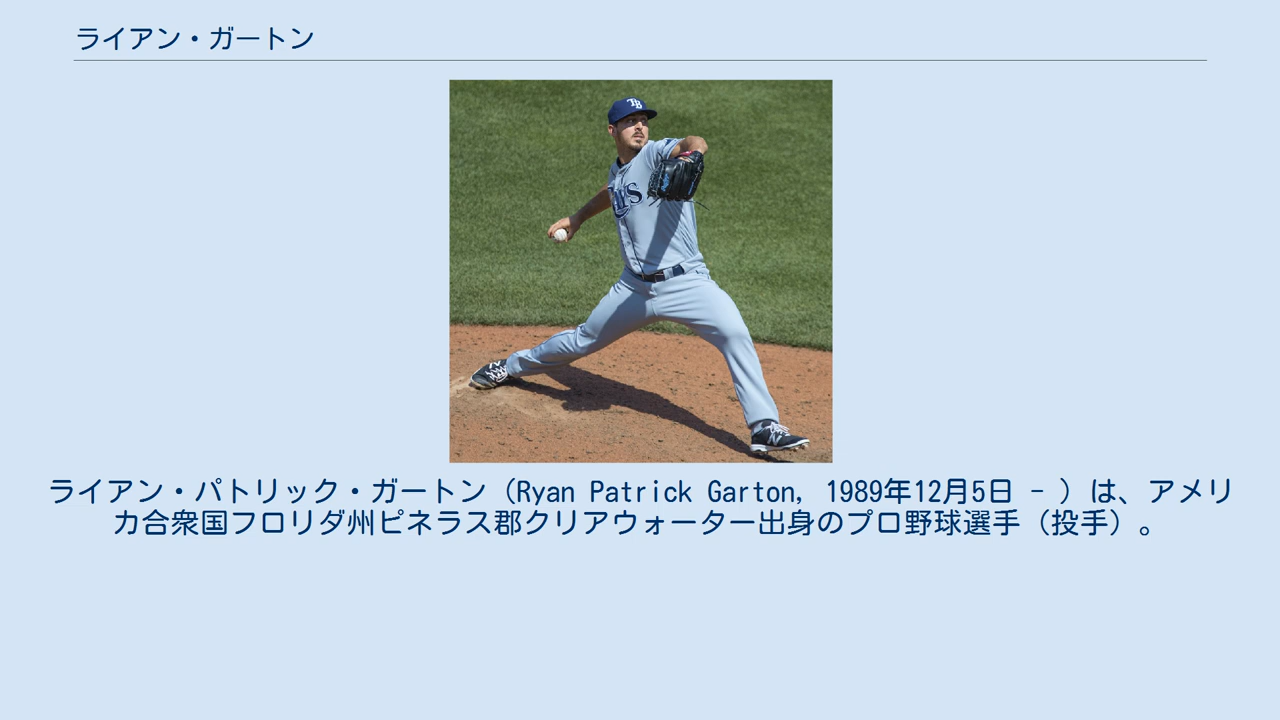 ライアン・ガートン
TB
Rays
ライアン・パトリック・ガートン（Ryan Patrick Garton, 1989年12月5日 - ）は、アメリ
カ合衆国フロリダ州ピネラス郡クリアウォーター出身のプロ野球選手（投手）。